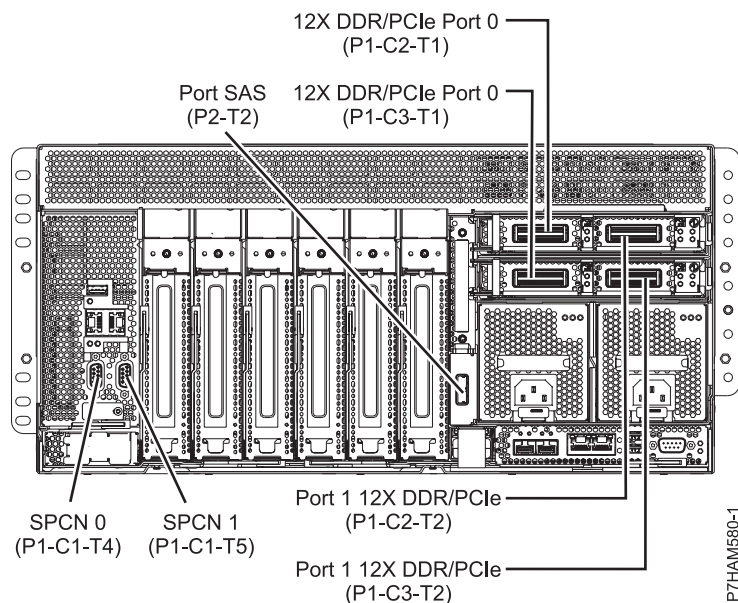 12X DDR/PCIe Port 0
(P1-C2-T1)
Port SAS
(P2-T2)
12X DDR/PCIe Port 0
(P1-C3-T1)
SPCN 0
(P1-C1-T4)
SPCN 1
(P1-C1-T5)
Port 1 12X DDR/PCIe
(P1-C2-T2)
Port 1 12X DDR/PCIe
(P1-C3-T2)
P7HAM580-1